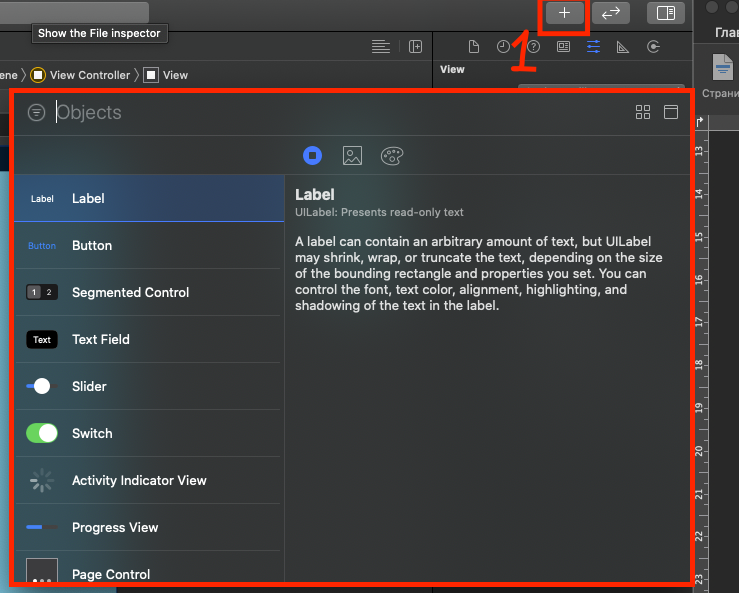 1
Show the File inspector
Глав
ene
View Controller
View
View
Страни
Objects
Label
Label
Button
Button
1 2
Segmented Control
Text
Text Field
Slider
Switch
Activity Indicator View
Progress View
Page Control
Label
UILabel: Presents read-only text
A label can contain an arbitrary amount of text, but UILabel
may shrink, wrap, or truncate the text, depending on the size
of the bounding rectangle and properties you set. You can
control the font, text color, alignment, highlighting, and
shadowing of the text in the label.
13
14
15
16
17
18
19
20
21
22
23